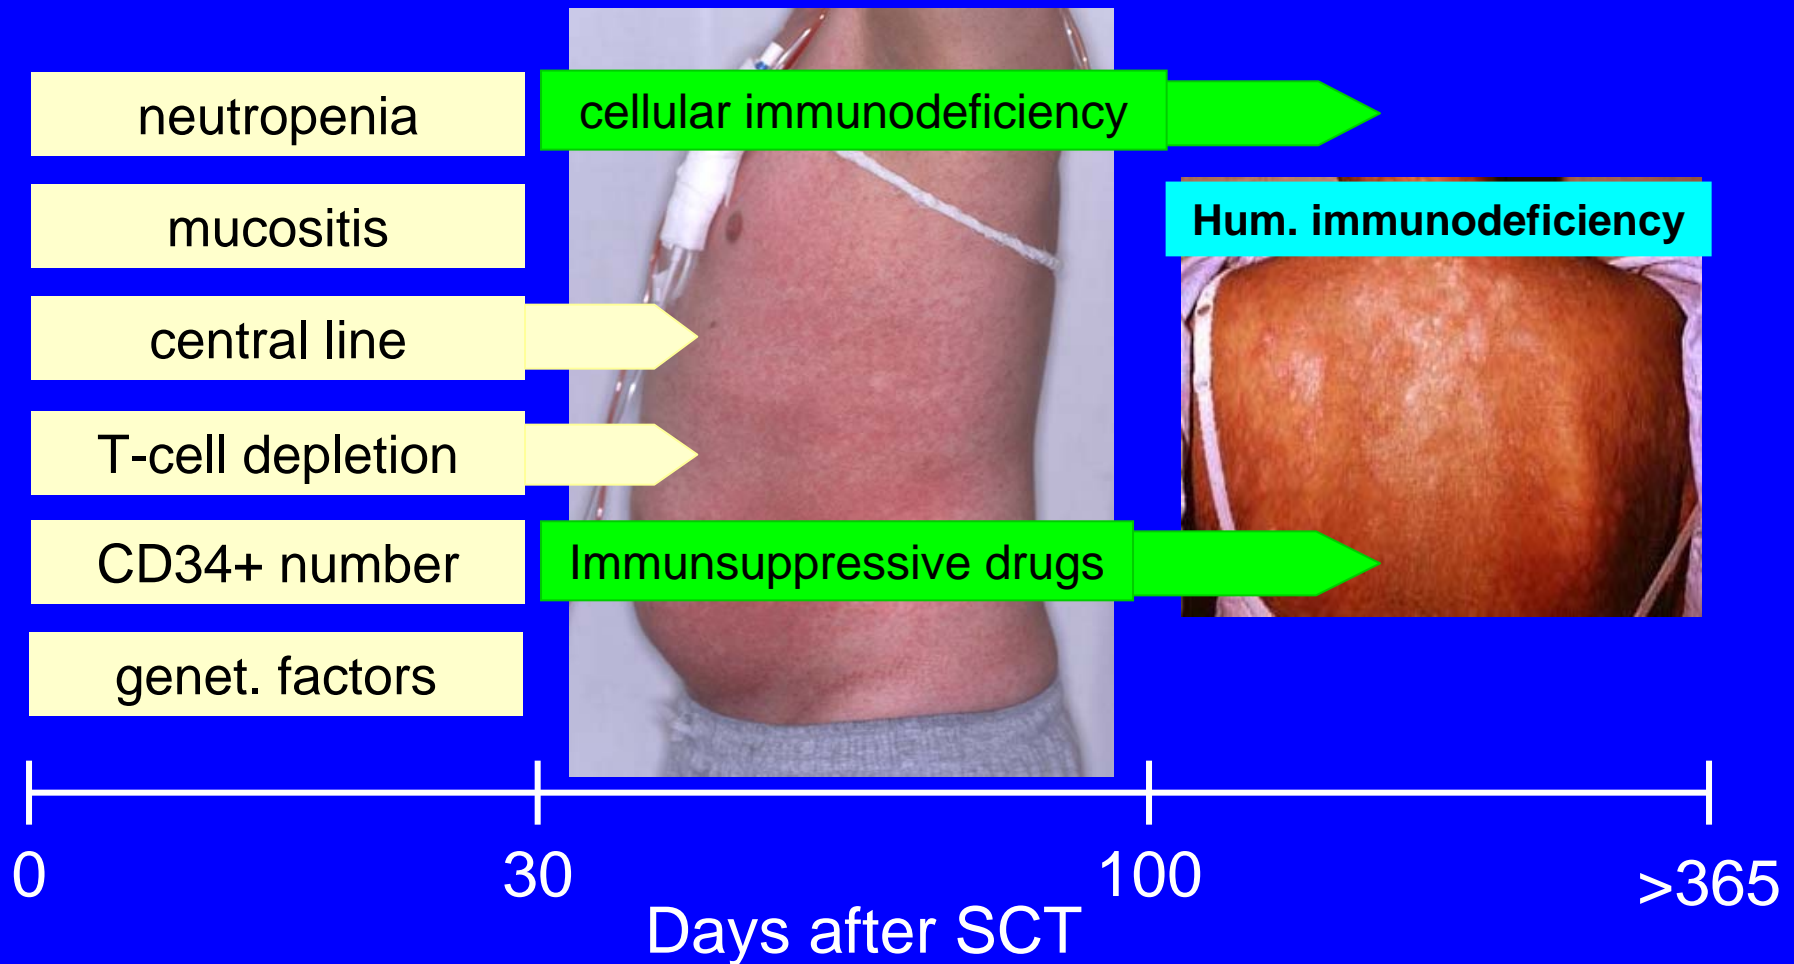 neutropenia
cellular immunodeficiency
mucositis
Hum. immunodeficiency
central line
T-cell depletion
CD34+ number
Immunsuppressive drugs
genet. factors
0
30
100
>365
Days after SCT